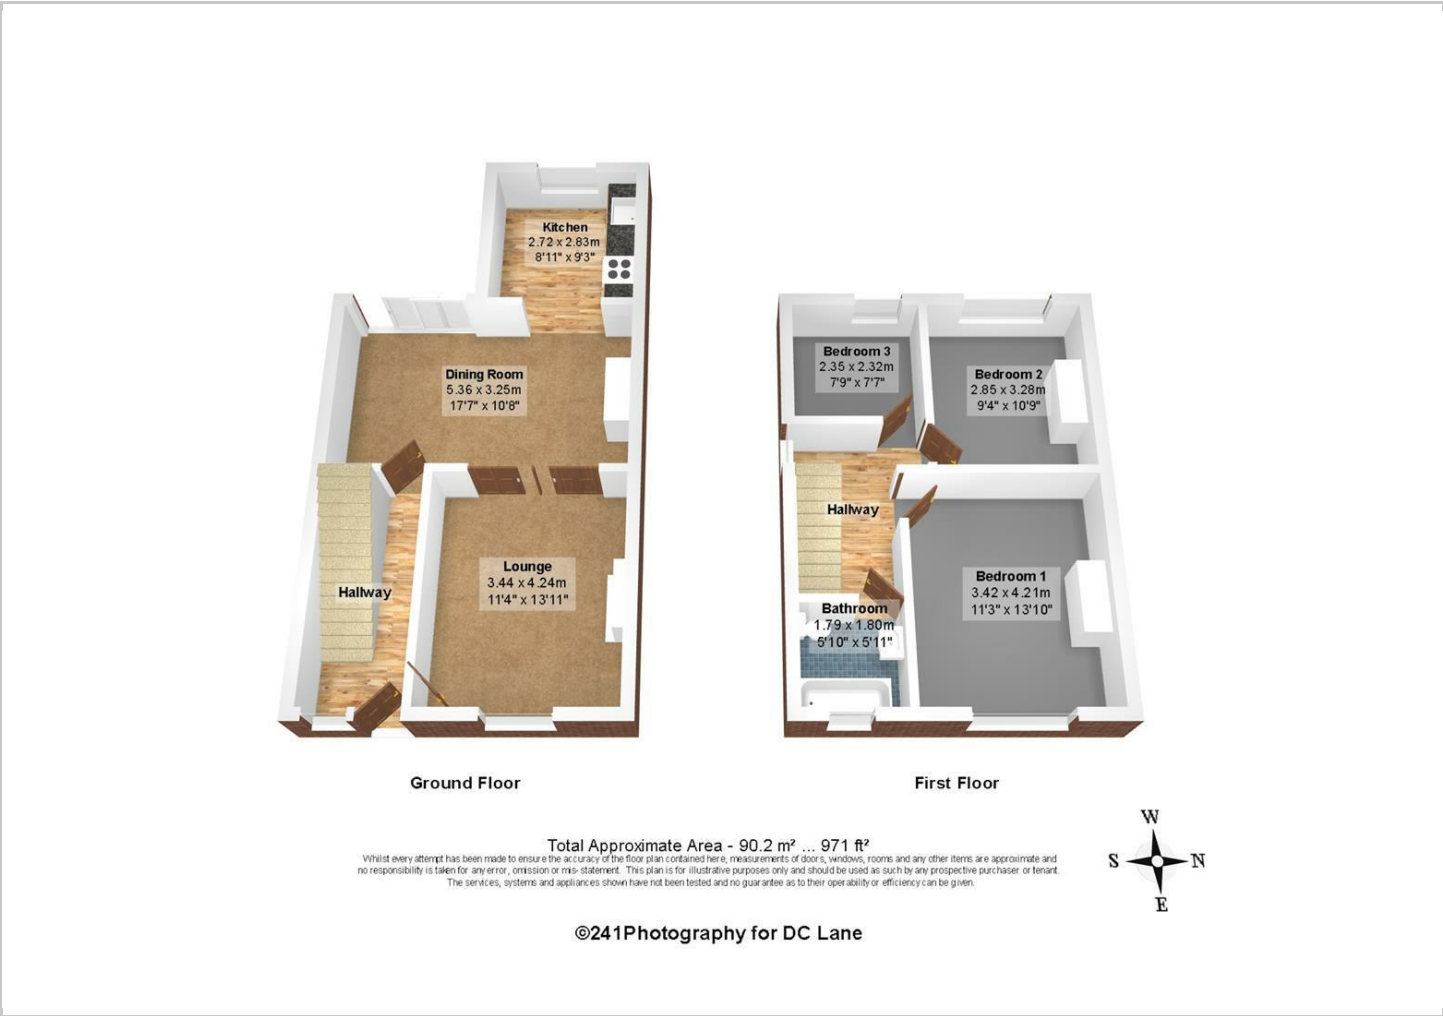 Kitchen
2.72 x 2.83m
8'11" x 9'3"
Dining Room
5.36 x 3.25m
17'7" x 10'8"
Lounge
3.44 x 4.24m
11'4" x 13'11"
Hallway
Ground Floor
Bedroom 3
2.35 x 2.32m
7'9" x 7'7"
Bedroom 2
2.85 x 3.28m
9'4" x 10'9"
Hallway
Bedroom 1
3.42 x 4.21m
11'3" x 13'10"
Bathroom
1.79 x 1.80m
5'10" x 5'11"
First Floor
Total Approximate Area - 90.2 m² ... 971 ft²
Whilst every attempt has been made to ensure the accuracy of the floor plan contained here, measurements of doors, windows, rooms and any other items are approximate and
no responsibility is taken for any error, omission or mis-statement. This plan is for illustrative purposes only and should be used as such by any prospective purchaser or tenant.
The services, systems and appliances shown have not been tested and no guarantee as to their operability or efficiency can be given.
W
S N
E
©241Photography for DC Lane